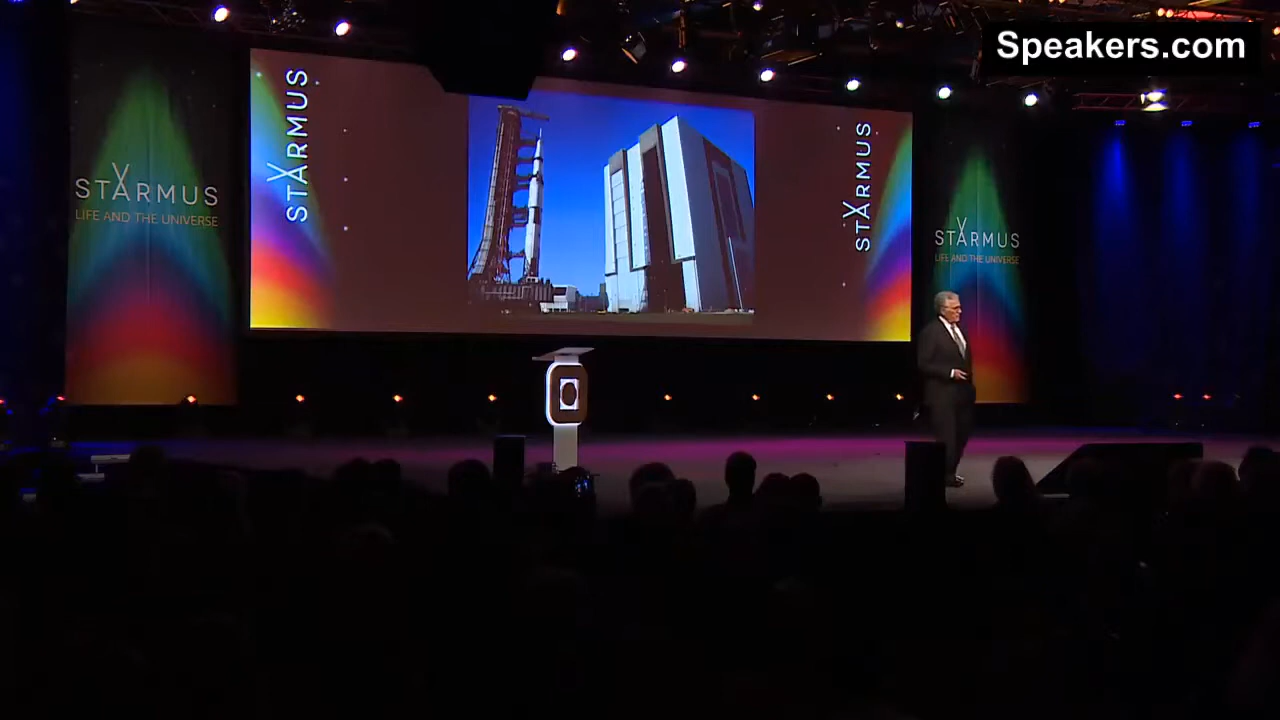 Speakers.com
STARMUS
LIFE AND THE UNIVERSE
STARMUS
STARMUS
STARMUS
LIFE AND THE UNIVERSE